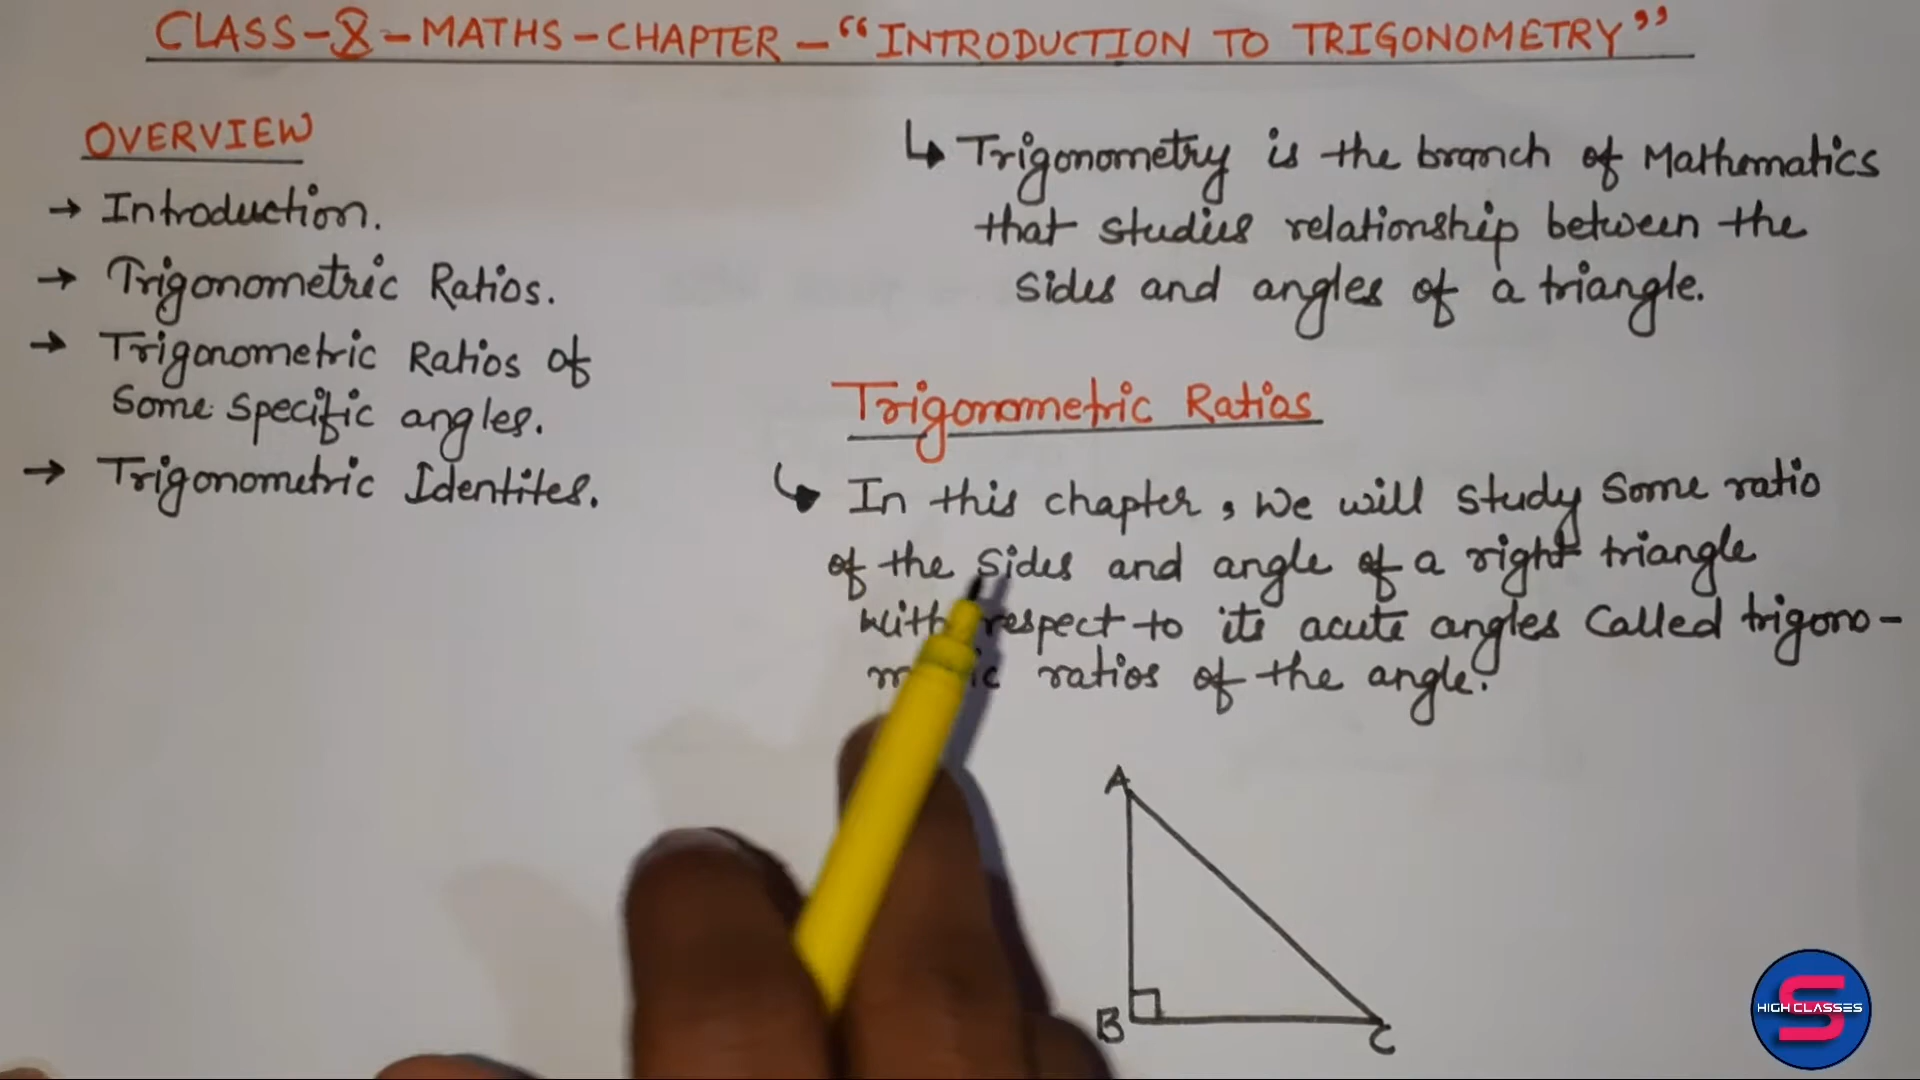 CLASS-X-MATHS-CHAPTER-“INTRODUCTION TO TRIGONOMETRY”
OVERVIEW
→ Introduction.
→ Trigonometric Ratios.
→ Trigonometric Ratios of
Some specific angles.
→ Trigonometric Identites.
↳ Trigonometry is the branch of Mathematics
that studies relationship between the
sides and angles of a triangle.
Trigonometric Ratios
↳ In this chapter, we will study some ratio
of the sides and angle of a right triangle
with respect to its acute angles called trigono-
ratios of the angle.
A
B
C
S
HIGH CLASSES